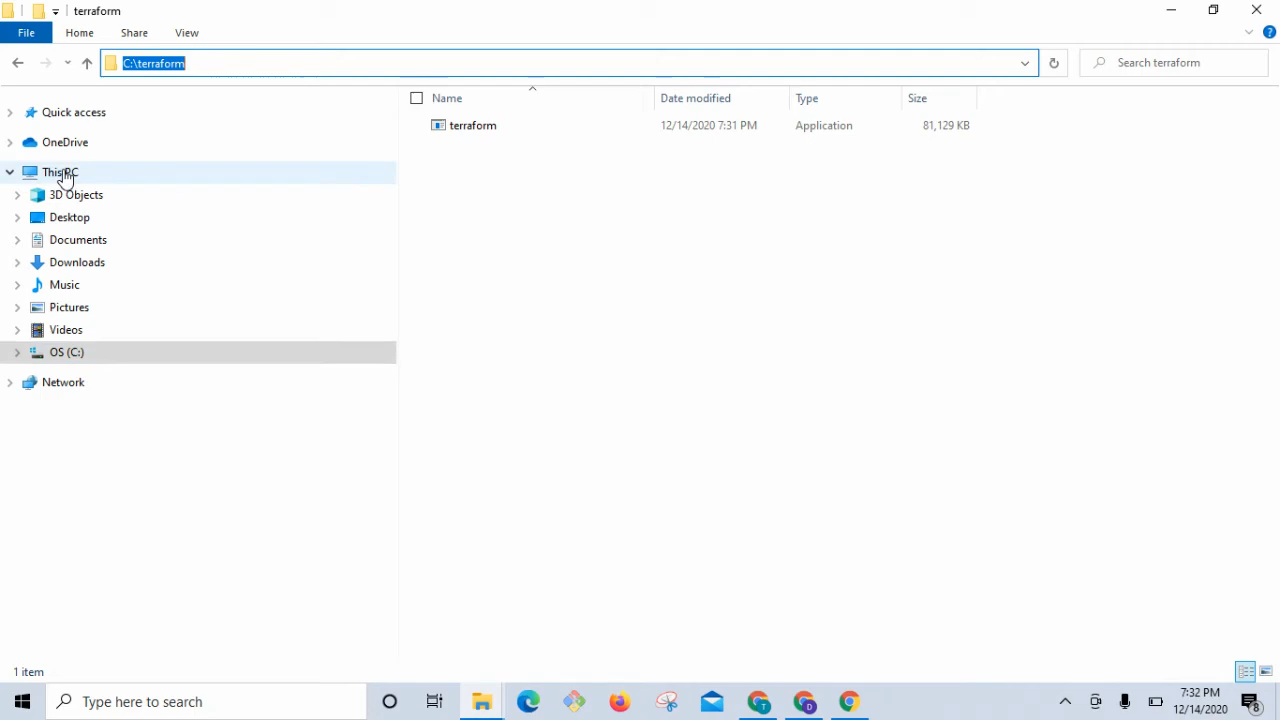 terraform
File Home Share View
C:\terraform
Search terraform
Name Date modified Type Size
terraform 12/14/2020 7:31 PM Application 81,129 KB
Quick access
OneDrive
This PC
3D Objects
Desktop
Documents
Downloads
Music
Pictures
Videos
OS (C:)
Network
1 item
Type here to search
T
D
7:32 PM
12/14/2020
8